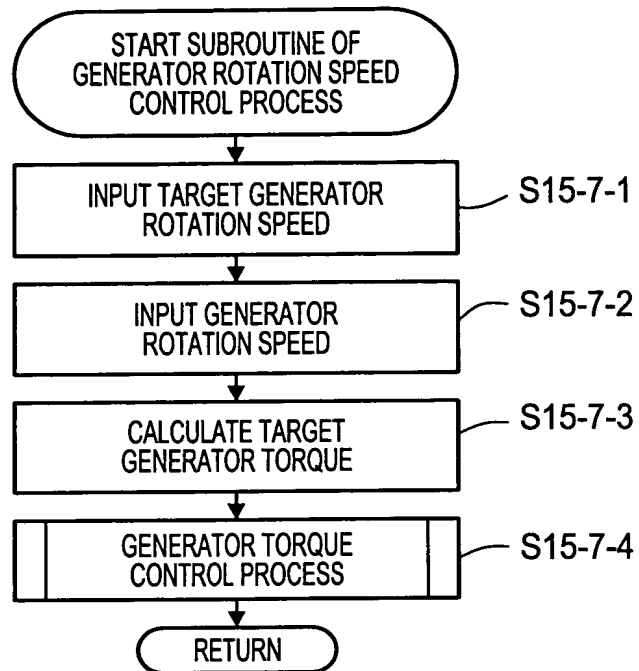 START SUBROUTINE OF
GENERATOR ROTATION SPEED
CONTROL PROCESS
INPUT TARGET GENERATOR
ROTATION SPEED
S15-7-1
INPUT GENERATOR
ROTATION SPEED
S15-7-2
CALCULATE TARGET
GENERATOR TORQUE
S15-7-3
GENERATOR TORQUE
CONTROL PROCESS
S15-7-4
RETURN